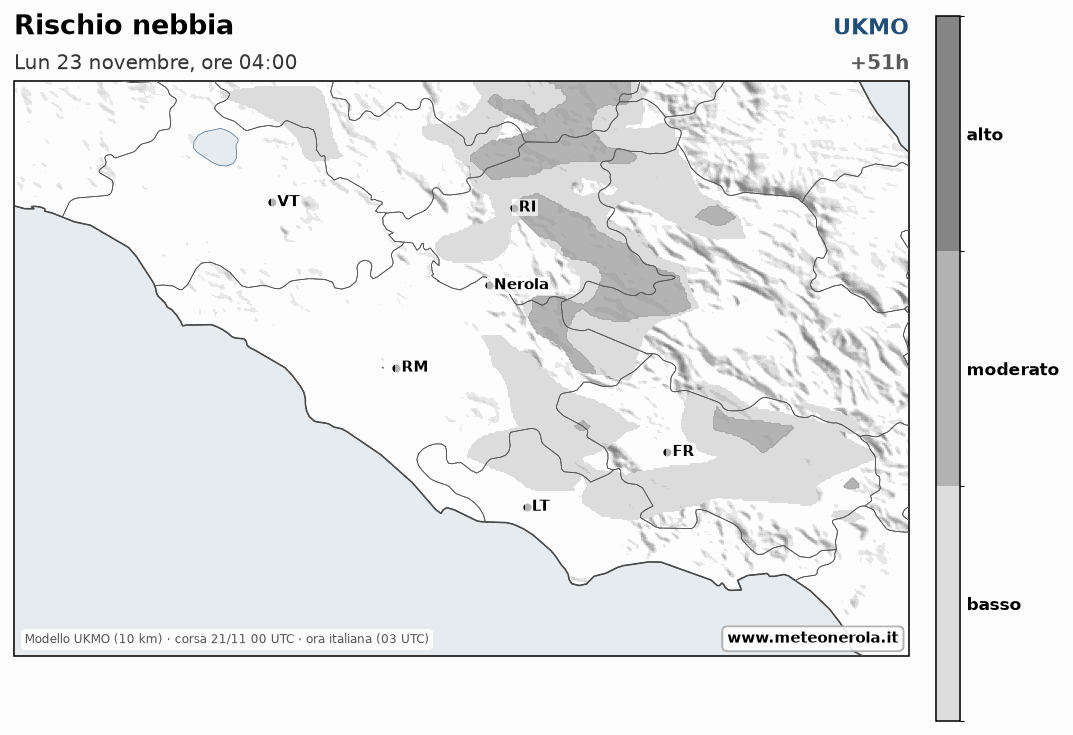 Rischio nebbia
UKMO
Lun 23 novembre, ore 04:00
+51h
alto
VT
RI
Nerola
moderato
RM
FR
LT
basso
Modello UKMO (10 km) · corsa 21/11 00 UTC · ora italiana (03 UTC)
www.meteonerola.it